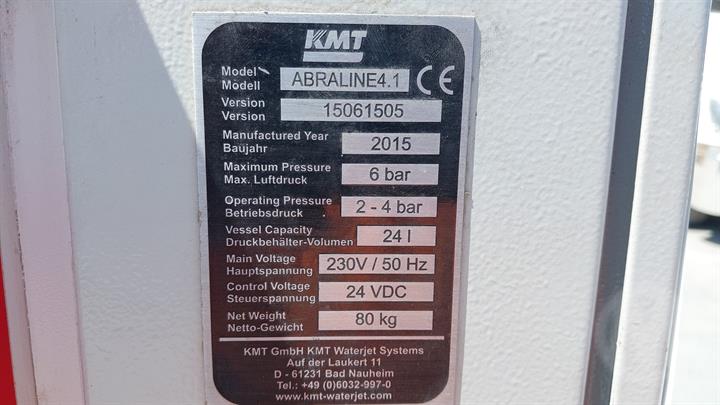 KMT
Model
Modell
ABRALINE4.1 CE
Version
Version
15061505
Manufactured Year
Baujahr
2015
Maximum Pressure
Max. Luftdruck
6 bar
Operating Pressure
Betriebsdruck
2 - 4 bar
Vessel Capacity
Druckbehälter-Volumen
24 l
Main Voltage
Hauptspannung
230V / 50 Hz
Control Voltage
Steuerspannung
24 VDC
Net Weight
Netto-Gewicht
80 kg
KMT GmbH KMT Waterjet Systems
Auf der Laukert 11
D - 61231 Bad Nauheim
Tel.: +49 (0)6032-997-0
www.kmt-waterjet.com